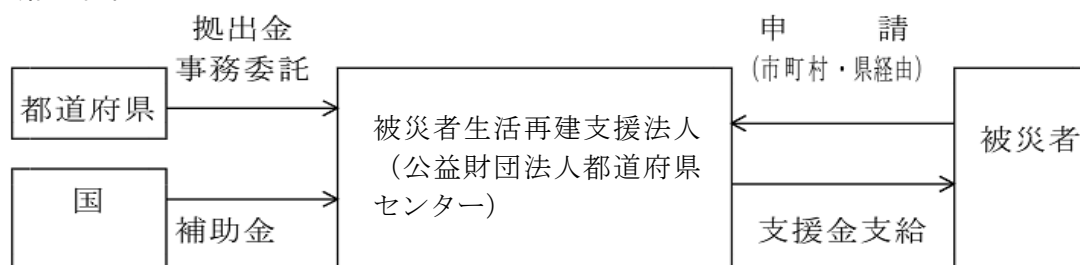 拠出金
事務委託
都道府県
国
補助金
被災者生活再建支援法人
（公益財団法人都道府県
センター）
申　　請
(市町村・県経由)
被災者
支援金支給